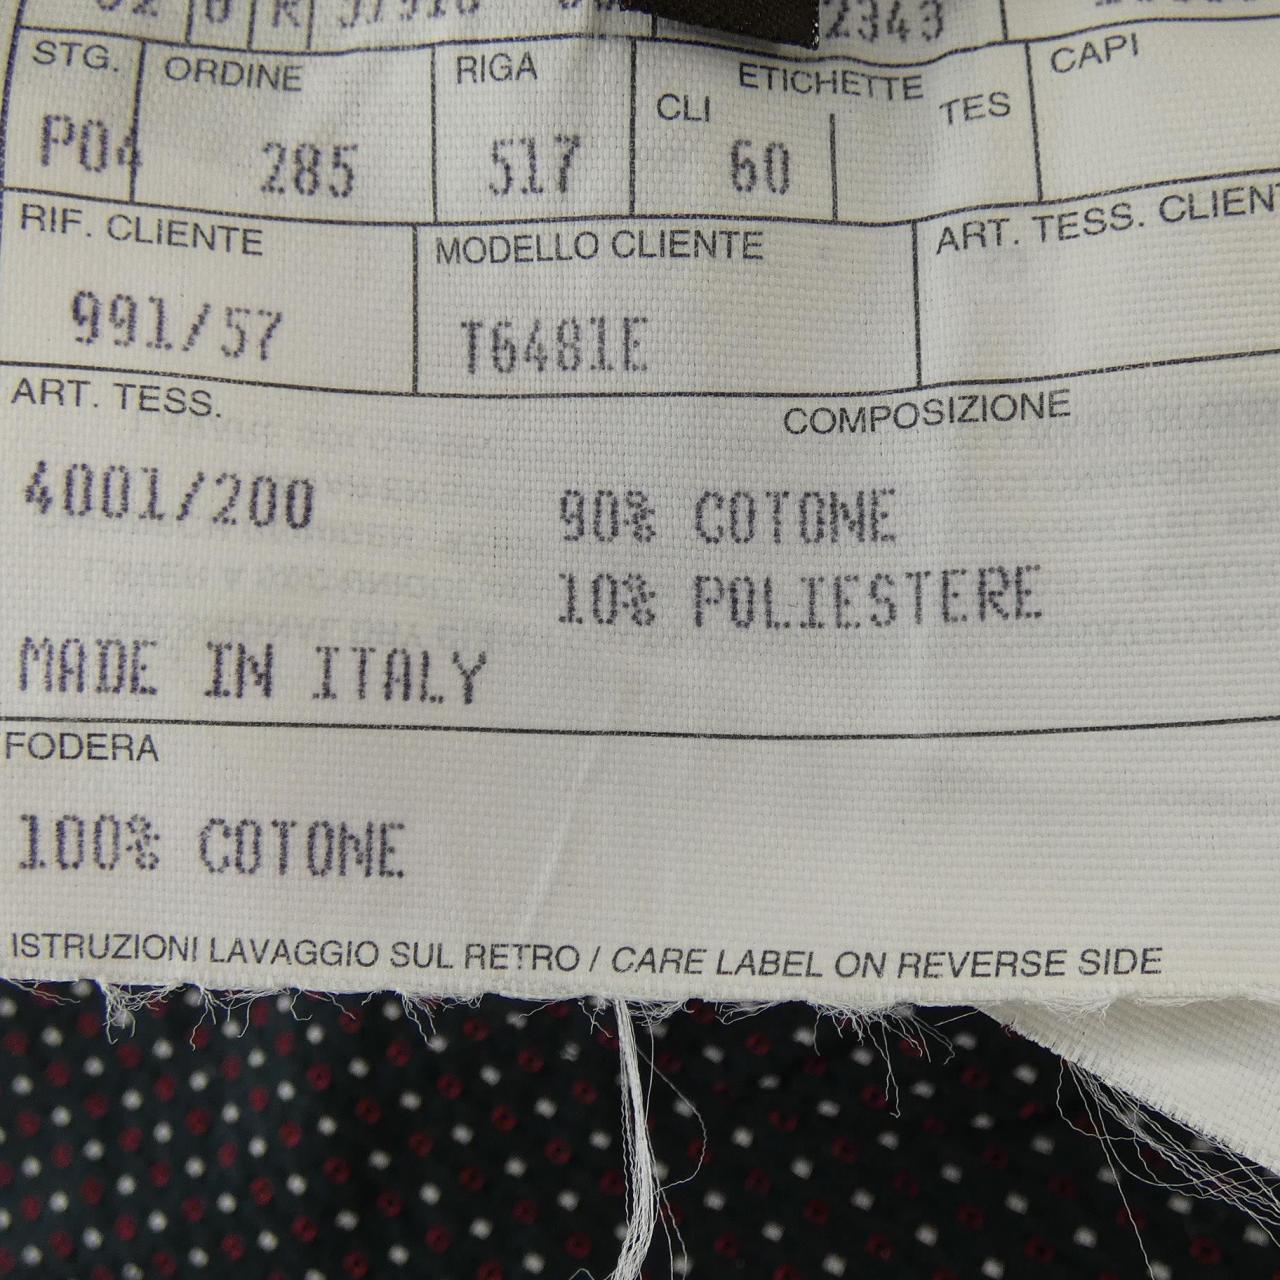 2343
STG. ORDINE RIGA ETICHETTE CAPI
CLI TES
P04 285 517 60
RIF. CLIENTE MODELLO CLIENTE ART. TESS. CLIENT
991/57 T6481E
ART. TESS. COMPOSIZIONE
4001/200 90% COTONE
10% POLIESTERE
MADE IN ITALY
FODERA
100% COTONE
ISTRUZIONI LAVAGGIO SUL RETRO / CARE LABEL ON REVERSE SIDE